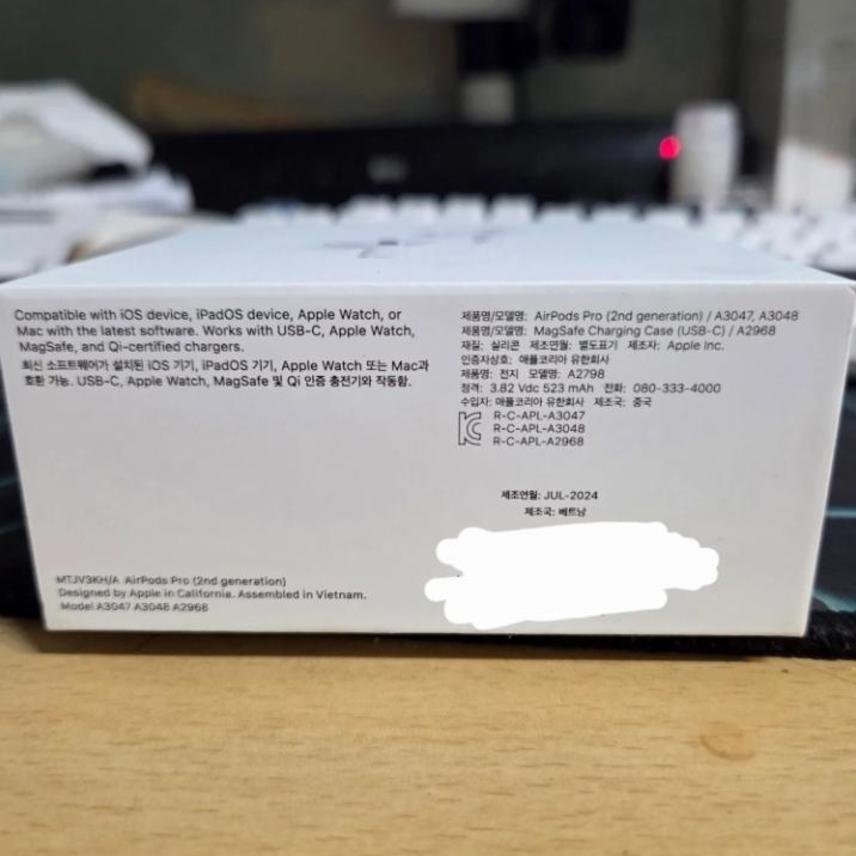 Compatible with iOS device, iPadOS device, Apple Watch, or
Mac with the latest software. Works with USB-C, Apple Watch,
MagSafe, and Qi-certified chargers.
최신 소프트웨어가 설치된 iOS 기기, iPadOS 기기, Apple Watch 또는 Mac과
호환 가능. USB-C, Apple Watch, MagSafe 및 Qi 인증 충전기와 작동함.
MTJV3KH/A AirPods Pro (2nd generation)
Designed by Apple in California. Assembled in Vietnam.
Model A3047 A3048 A2968
제품명/모델명: AirPods Pro (2nd generation) / A3047, A3048
제품명/모델명: MagSafe Charging Case (USB-C) / A2968
재질: 실리콘 제조연월: 별도표기 제조자: Apple Inc.
인증자상호: 애플코리아 유한회사
제품명: 전지 모델명: A2798
정격: 3.82 Vdc 523 mAh 전화: 080-333-4000
수입자: 애플코리아 유한회사 제조국: 중국
R-C-APL-A3047
R-C-APL-A3048
R-C-APL-A2968
제조연월: JUL-2024
제조국: 베트남